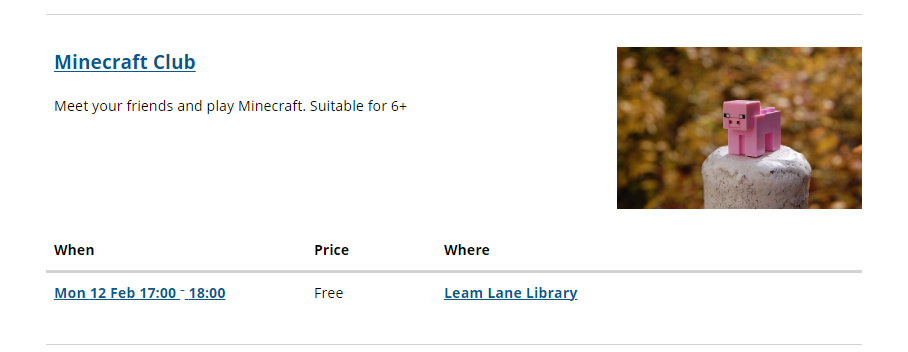 Minecraft Club
Meet your friends and play Minecraft. Suitable for 6+
When Price Where
Mon 12 Feb 17:00 - 18:00 Free Leam Lane Library